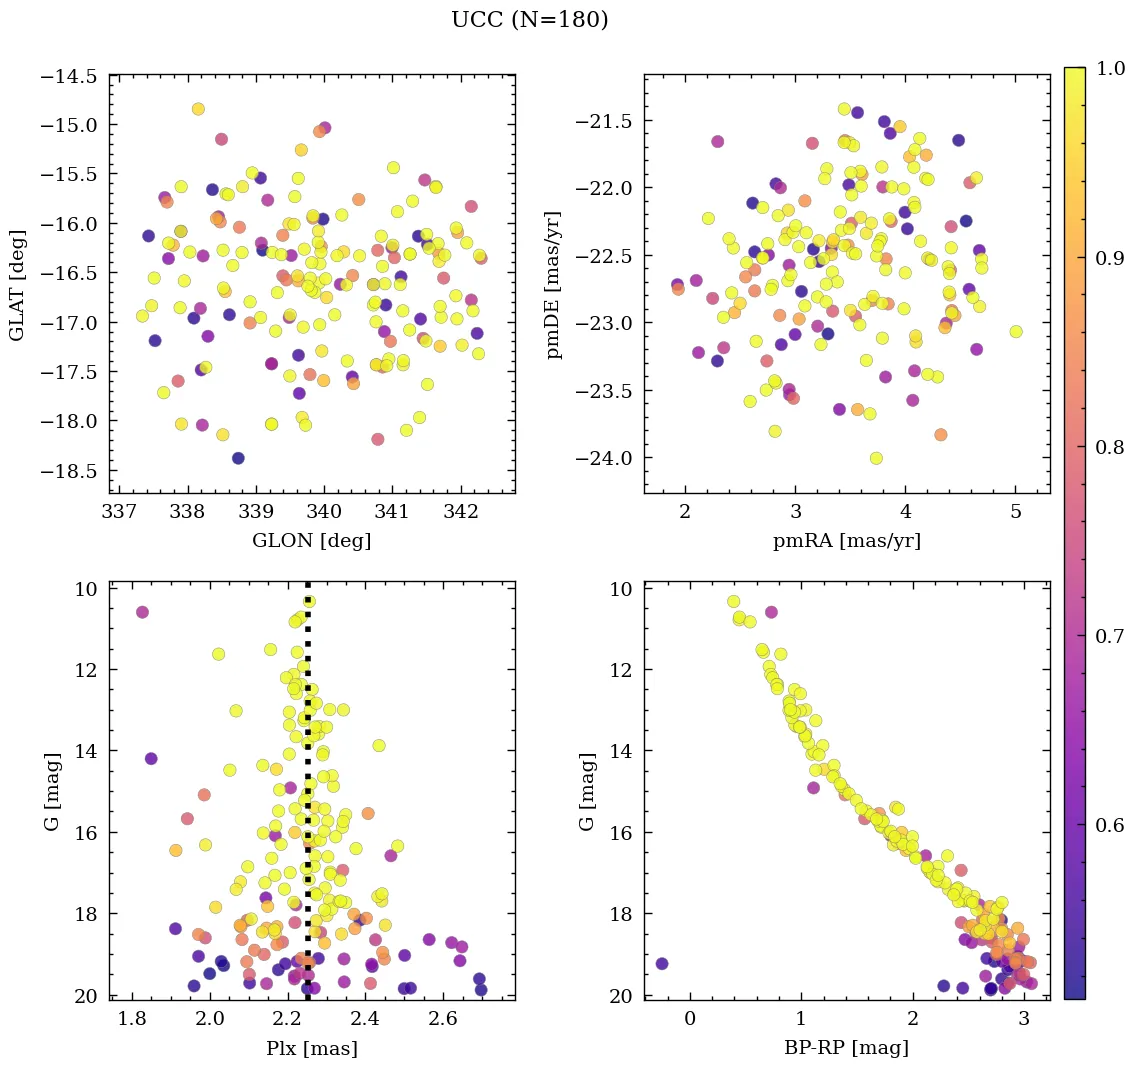 UCC (N=180)
−14.5
−15.0
−15.5
−16.0
−16.5
−17.0
−17.5
−18.0
−18.5
GLAT [deg]
337 338 339 340 341 342
GLON [deg]
−21.5
−22.0
−22.5
−23.0
−23.5
−24.0
pmDE [mas/yr]
2 3 4 5
pmRA [mas/yr]
10
12
14
16
18
20
G [mag]
1.8 2.0 2.2 2.4 2.6
Plx [mas]
10
12
14
16
18
20
G [mag]
0 1 2 3
BP-RP [mag]
1.0
0.9
0.8
0.7
0.6